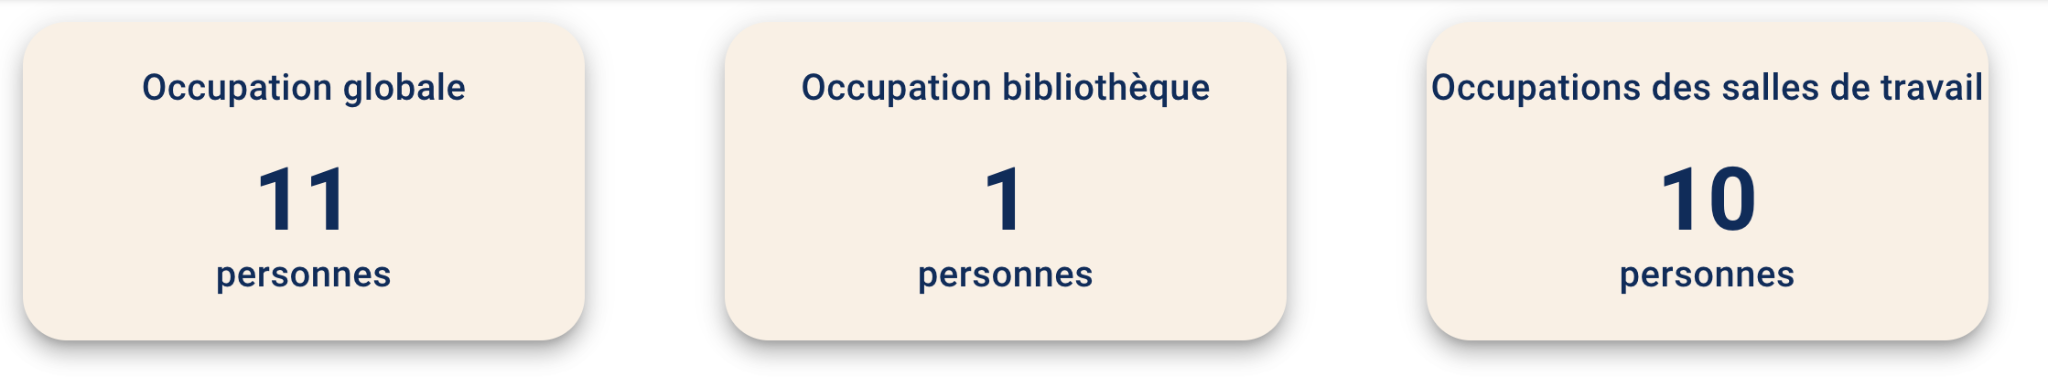 Occupation globale
11
personnes
Occupation bibliothèque
1
personnes
Occupations des salles de travail
10
personnes